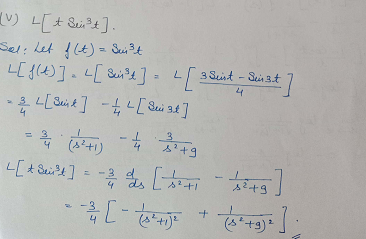 (V) L[t Sin³t].
Sol: Let f(t) = Sin³t
L[f(t)] = L[Sin³t] = L[(3Sint - Sin3t)/4]
= 3/4 L[Sint] - 1/4 L[Sin3t]
= 3/4 · 1/(s²+1) - 1/4 · 3/(s²+9)
L[t Sin³t] = -3/4 d/ds [1/(s²+1) - 1/(s²+9)]
= -3/4 [- 1/(s²+1)² + 1/(s²+9)²].